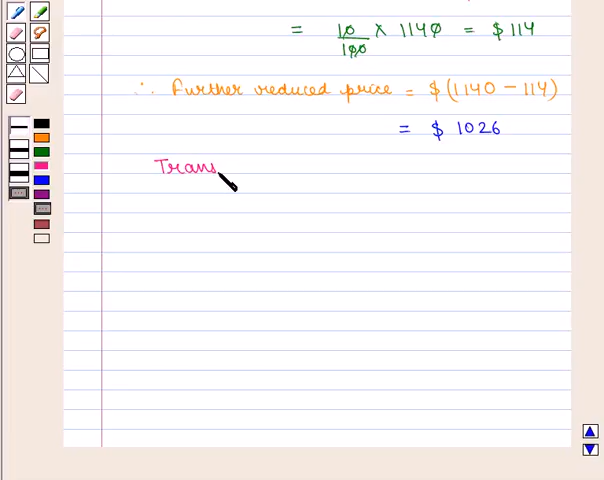 = 10/100 × 1140 = $ 114
∴ Further reduced price = $ (1140 - 114)
= $ 1026
Trans